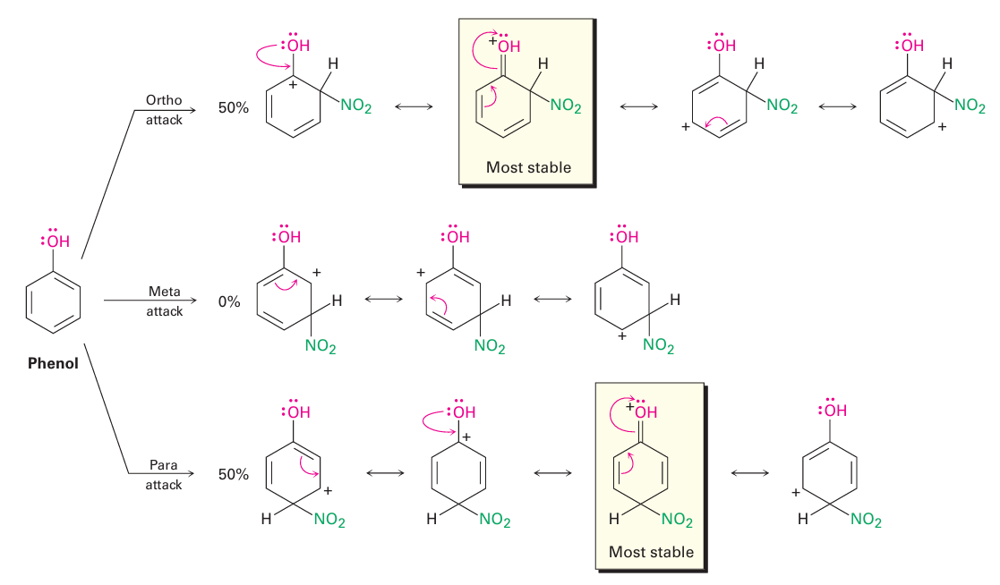 :ÖH :ÖH :ÖH
+ÖH
H H H H
+
Ortho
attack
50% NO₂ NO₂ NO₂ NO₂
+ +
Most stable
:ÖH :ÖH :ÖH
:ÖH
+ +
Meta
attack
0% H H H
+
NO₂ NO₂ NO₂
Phenol
:ÖH :ÖH +ÖH :ÖH
+
Para
attack
50%
+ +
H NO₂ H NO₂ H NO₂ H NO₂
Most stable